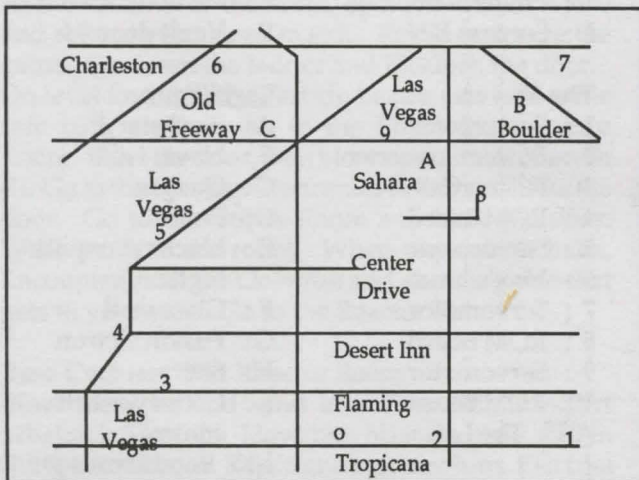 Charleston 6 7
Old
Freeway C
Las
Vegas
9
B
Boulder
A
Las
Vegas
5
Sahara
β
Center
Drive
4
Desert Inn
3
Las
Vegas
8
Flaming
o
2 1
Tropicana